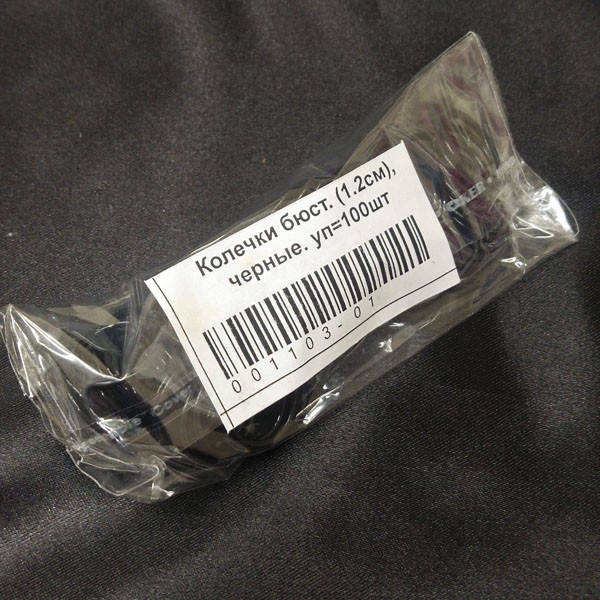 Колечки бюст. (1.2см),
черные. уп=100шт
001103-01